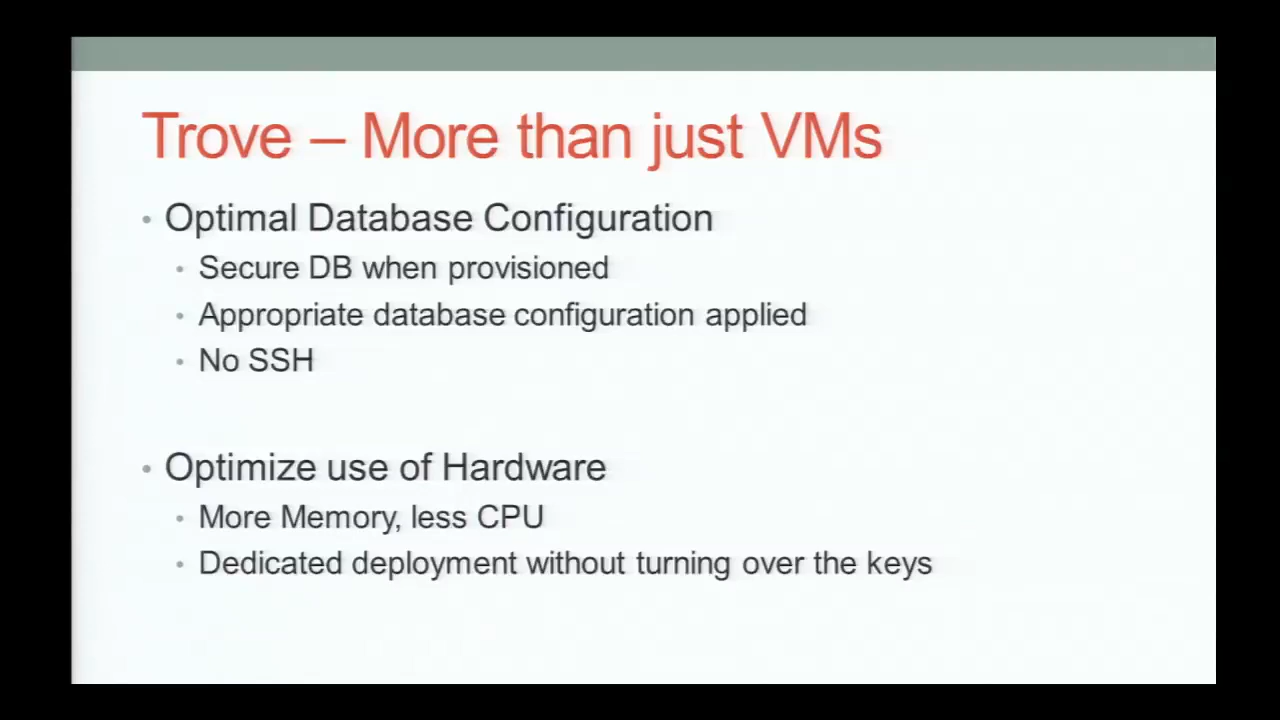 Trove – More than just VMs
• Optimal Database Configuration
• Secure DB when provisioned
• Appropriate database configuration applied
• No SSH
• Optimize use of Hardware
• More Memory, less CPU
• Dedicated deployment without turning over the keys